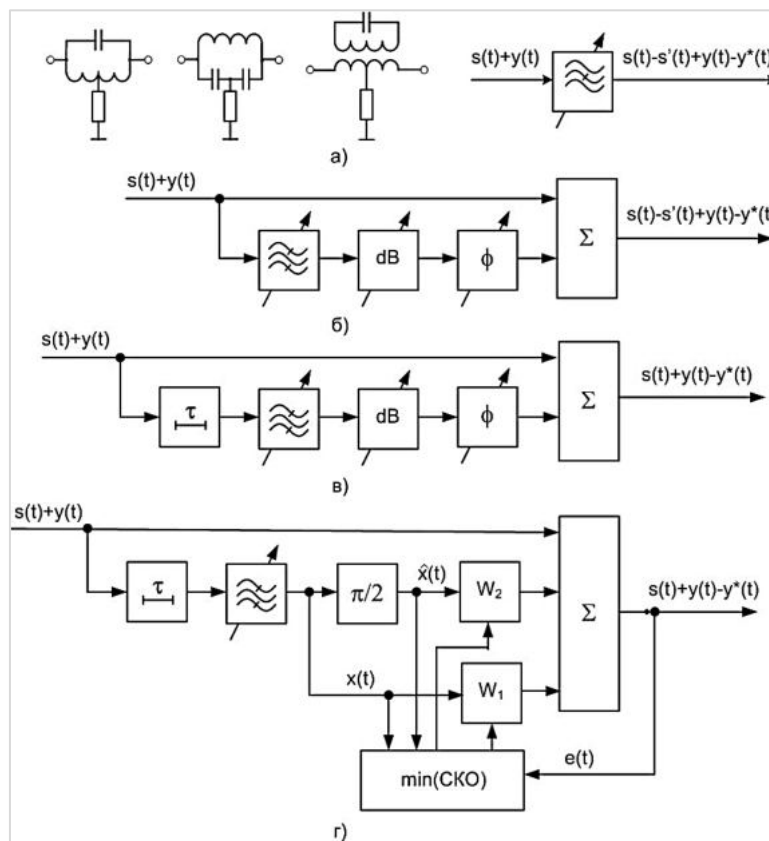 s(t)+y(t)
s(t)-s'(t)+y(t)-y*(t)
а)
s(t)+y(t)
dB
ϕ
Σ
s(t)-s'(t)+y(t)-y*(t
б)
s(t)+y(t)
τ
dB
ϕ
Σ
s(t)+y(t)-y*(t)
в)
s(t)+y(t)
τ
π/2
x̂(t)
W₂
Σ
s(t)+y(t)-y*(t)
x(t)
W₁
min(СКО)
e(t)
г)